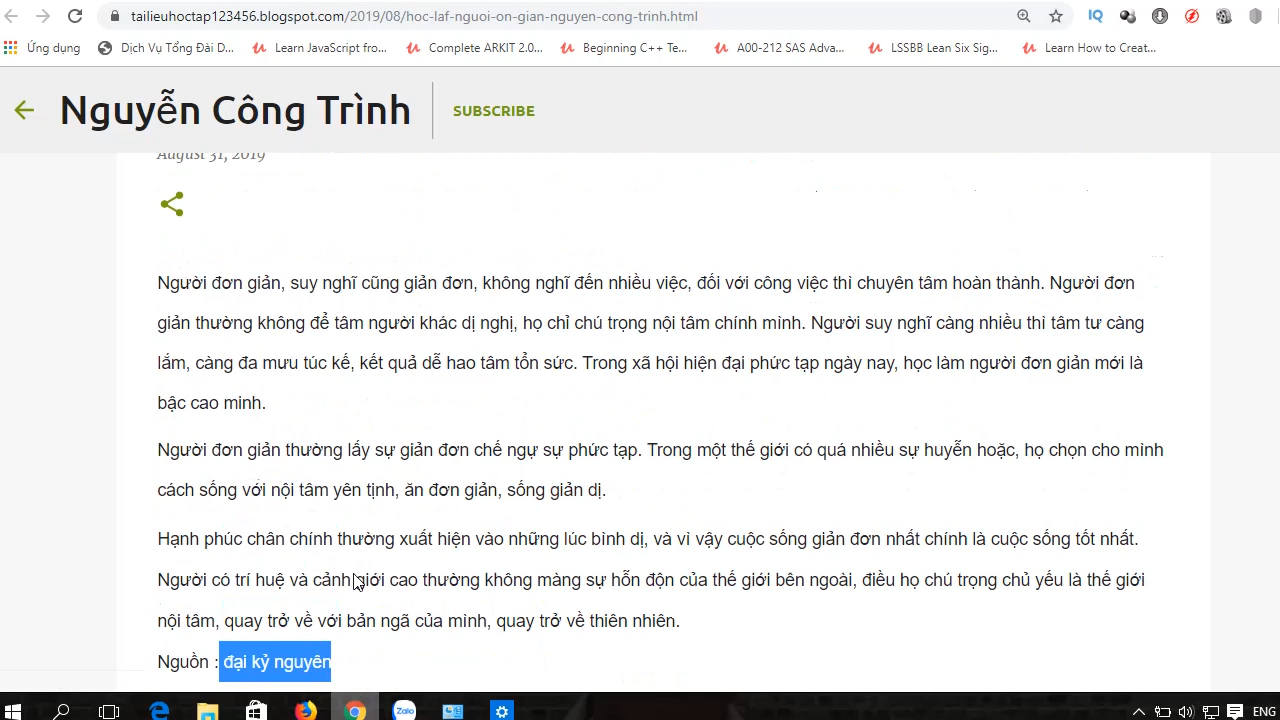 tailieuhoctap123456.blogspot.com/2019/08/hoc-laf-nguoi-on-gian-nguyen-cong-trinh.html
IQ
Ứng dụng
Dịch Vụ Tổng Đài D...
Learn JavaScript fro...
Complete ARKIT 2.0...
Beginning C++ Te...
A00-212 SAS Adva...
LSSBB Lean Six Sig...
Learn How to Creat...
Nguyễn Công Trình
SUBSCRIBE
August 31, 2019
Người đơn giản, suy nghĩ cũng giản đơn, không nghĩ đến nhiều việc, đối với công việc thì chuyên tâm hoàn thành. Người đơn
giản thường không để tâm người khác dị nghị, họ chỉ chú trọng nội tâm chính mình. Người suy nghĩ càng nhiều thì tâm tư càng
lắm, càng đa mưu túc kế, kết quả dễ hao tâm tổn sức. Trong xã hội hiện đại phức tạp ngày nay, học làm người đơn giản mới là
bậc cao minh.
Người đơn giản thường lấy sự giản đơn chế ngự sự phức tạp. Trong một thế giới có quá nhiều sự huyễn hoặc, họ chọn cho mình
cách sống với nội tâm yên tịnh, ăn đơn giản, sống giản dị.
Hạnh phúc chân chính thường xuất hiện vào những lúc bình dị, và vì vậy cuộc sống giản đơn nhất chính là cuộc sống tốt nhất.
Người có trí huệ và cảnh giới cao thường không màng sự hỗn độn của thế giới bên ngoài, điều họ chú trọng chủ yếu là thế giới
nội tâm, quay trở về với bản ngã của mình, quay trở về thiên nhiên.
Nguồn : đại kỷ nguyên
Zalo
ENG